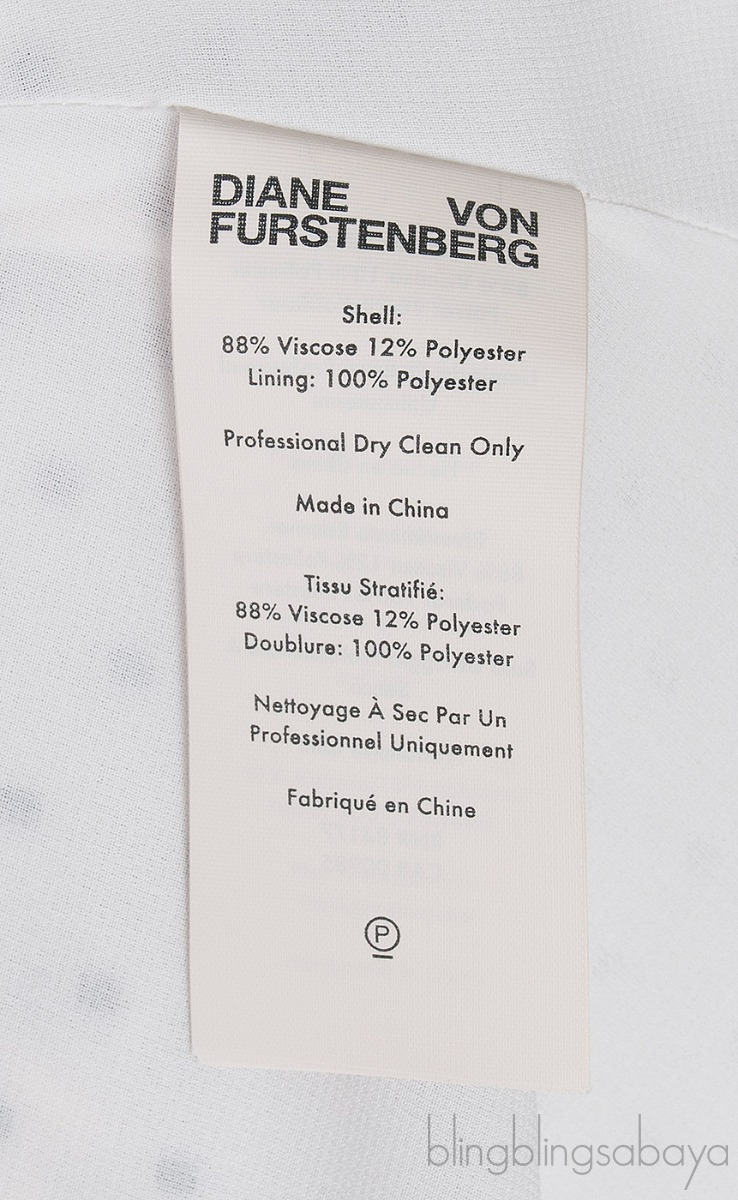 DIANE VON
FURSTENBERG
Shell:
88% Viscose 12% Polyester
Lining: 100% Polyester
Professional Dry Clean Only
Made in China
Tissu Stratifié:
88% Viscose 12% Polyester
Doublure: 100% Polyester
Nettoyage À Sec Par Un
Professionnel Uniquement
Fabriqué en Chine
P
blingblingsabaya